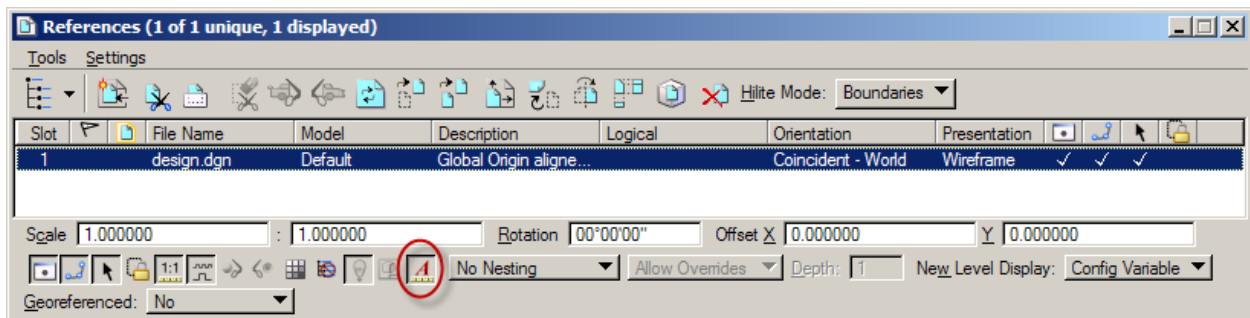 References (1 of 1 unique, 1 displayed)
Tools Settings
Hilite Mode: Boundaries
Slot File Name Model Description Logical Orientation Presentation
1 design.dgn Default Global Origin aligne... Coincident - World Wireframe
Scale 1.000000 : 1.000000 Rotation 00°00'00" Offset X 0.000000 Y 0.000000
1:1 A No Nesting Allow Overrides Depth: 1 New Level Display: Config Variable
Georeferenced: No